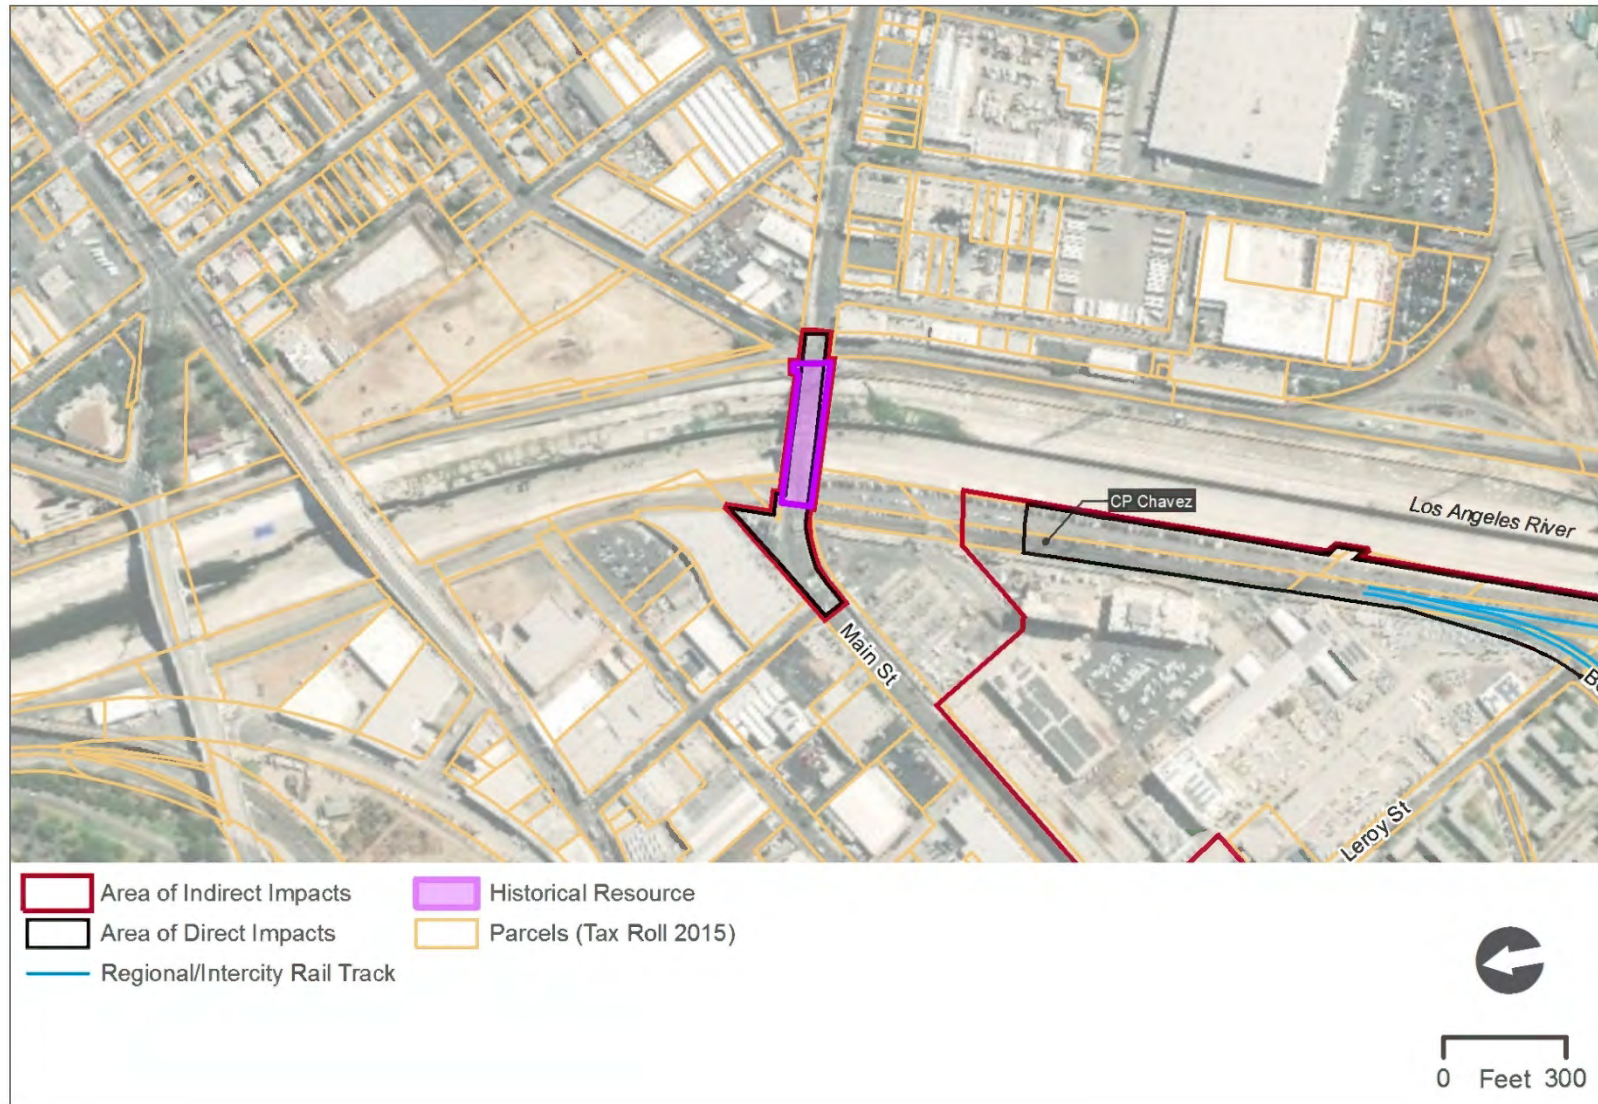 CP Chavez
Los Angeles River
Main St
Leroy St
Area of Indirect Impacts
Historical Resource
Area of Direct Impacts
Parcels (Tax Roll 2015)
Regional/Intercity Rail Track
0 Feet 300